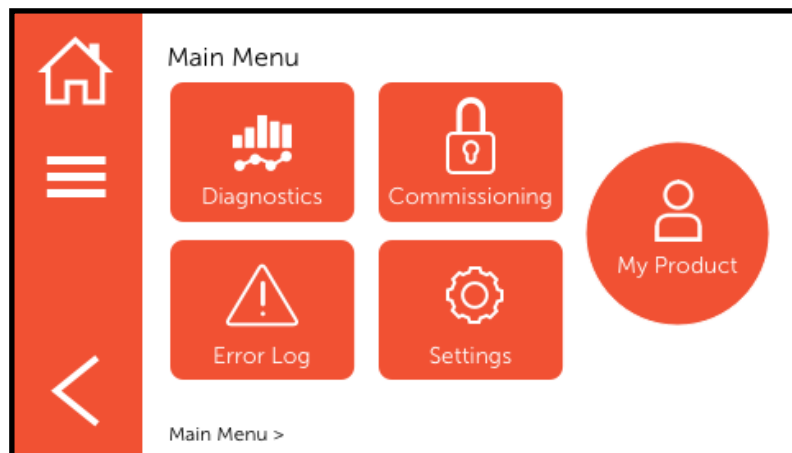 Main Menu
Diagnostics
Commissioning
My Product
Error Log
Settings
Main Menu >